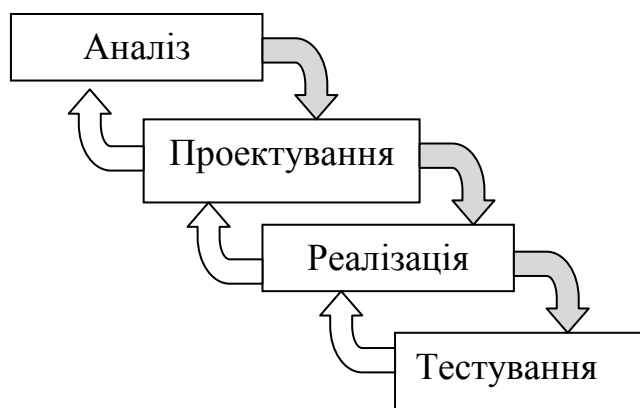 Аналіз
Проектування
Реалізація
Тестування